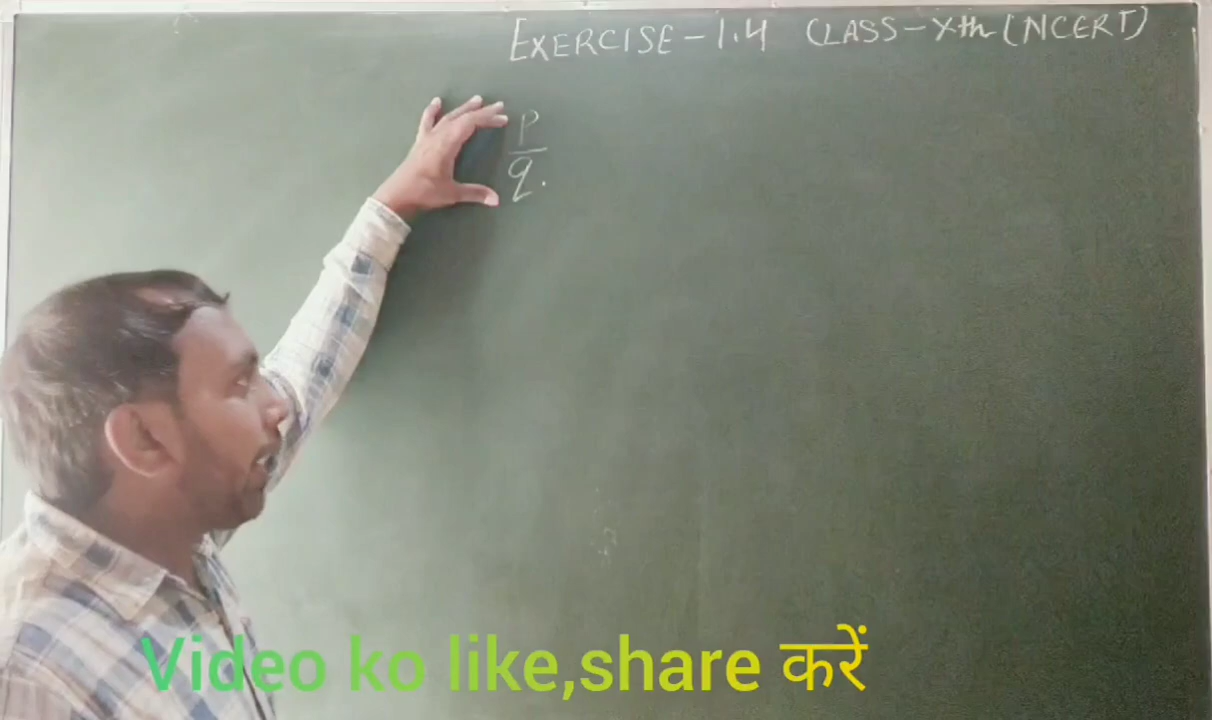 EXERCISE-1.4 CLASS-Xth (NCERT)
P
q.
Video ko like,share करें